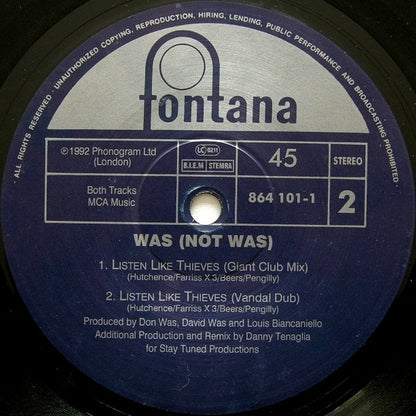 ALL RIGHTS RESERVED · UNAUTHORIZED COPYING, REPRODUCTION, HIRING, LENDING, PUBLIC PERFORMANCE AND BROADCASTING PROHIBITED
fontana
℗ 1992 Phonogram Ltd
(London)
LC 0211
B.I.E.M STEMRA
45
STEREO
Both Tracks
MCA Music
864 101-1
2
WAS (NOT WAS)
1. LISTEN LIKE THIEVES (Giant Club Mix)
(Hutchence/Farriss X 3/Beers/Pengilly)
2. LISTEN LIKE THIEVES (Vandal Dub)
(Hutchence/Farriss X 3/Beers/Pengilly)
Produced by Don Was, David Was and Louis Biancaniello
Additional Production and Remix by Danny Tenaglia
for Stay Tuned Productions